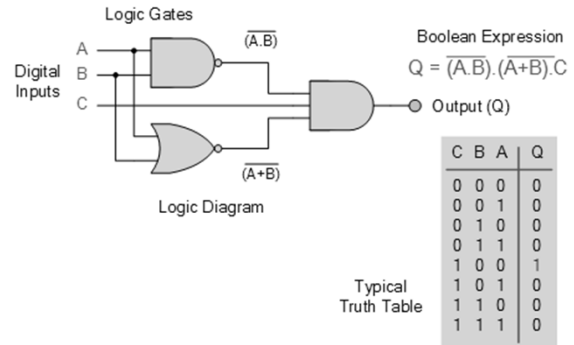 Logic Gates
A
B
C
Digital
Inputs
(A.B)
(A+B)
Logic Diagram
Boolean Expression
Q = (A.B).(A+B).C
Output (Q)
C B A Q
0 0 0 0
0 0 1 0
0 1 0 0
0 1 1 0
1 0 0 1
1 0 1 0
1 1 0 0
1 1 1 0
Typical
Truth Table